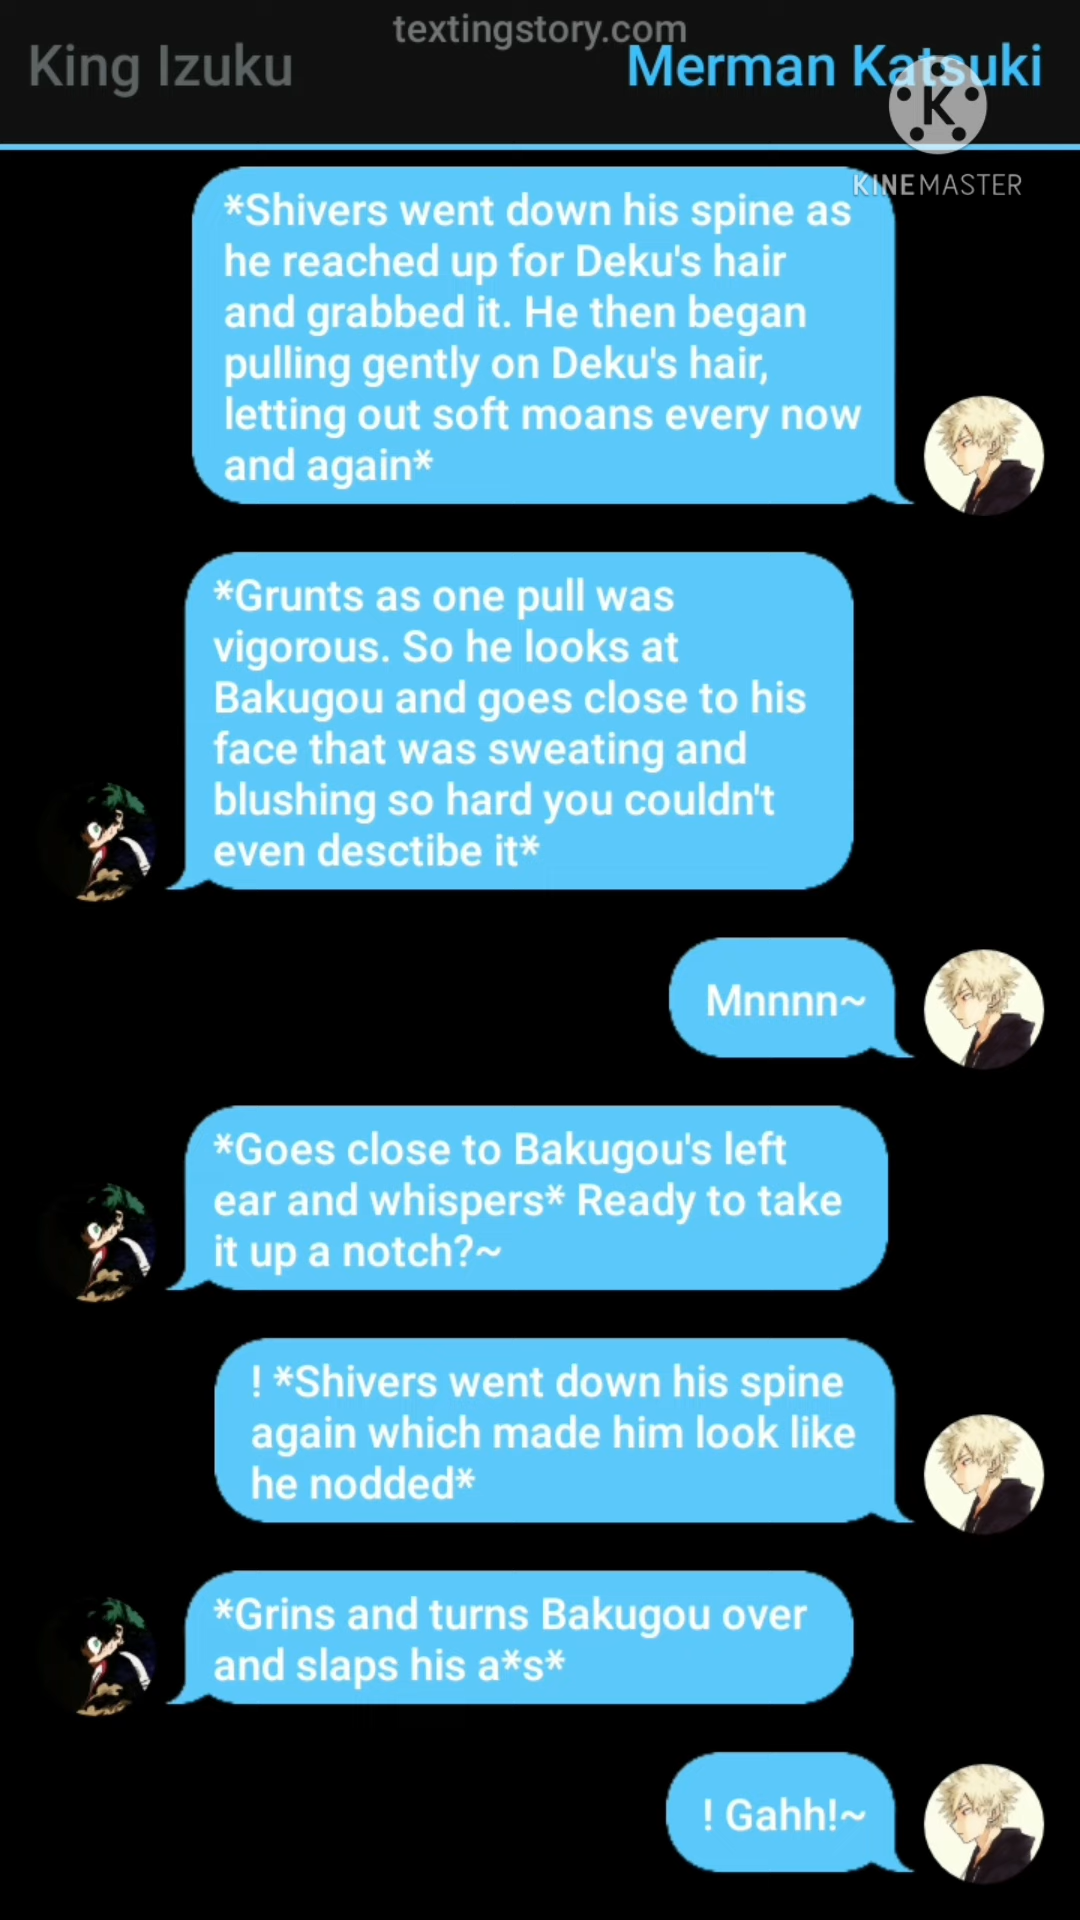 textingstory.com
King Izuku
Merman Katsuki
K
KINEMASTER
*Shivers went down his spine as
he reached up for Deku's hair
and grabbed it. He then began
pulling gently on Deku's hair,
letting out soft moans every now
and again*
*Grunts as one pull was
vigorous. So he looks at
Bakugou and goes close to his
face that was sweating and
blushing so hard you couldn't
even desctibe it*
Mnnnn~
*Goes close to Bakugou's left
ear and whispers* Ready to take
it up a notch?~
! *Shivers went down his spine
again which made him look like
he nodded*
*Grins and turns Bakugou over
and slaps his a*s*
! Gahh!~